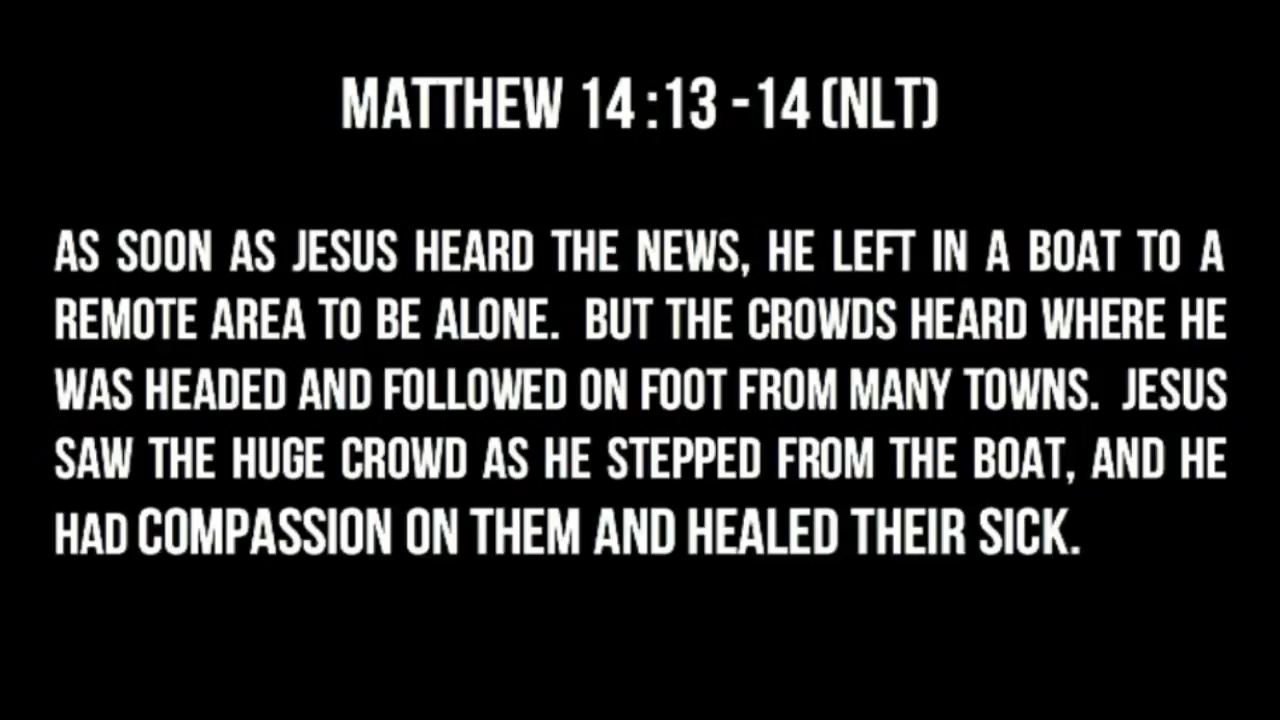 MATTHEW 14:13 -14 (NLT)
AS SOON AS JESUS HEARD THE NEWS, HE LEFT IN A BOAT TO A
REMOTE AREA TO BE ALONE. BUT THE CROWDS HEARD WHERE HE
WAS HEADED AND FOLLOWED ON FOOT FROM MANY TOWNS. JESUS
SAW THE HUGE CROWD AS HE STEPPED FROM THE BOAT, AND HE
HAD COMPASSION ON THEM AND HEALED THEIR SICK.